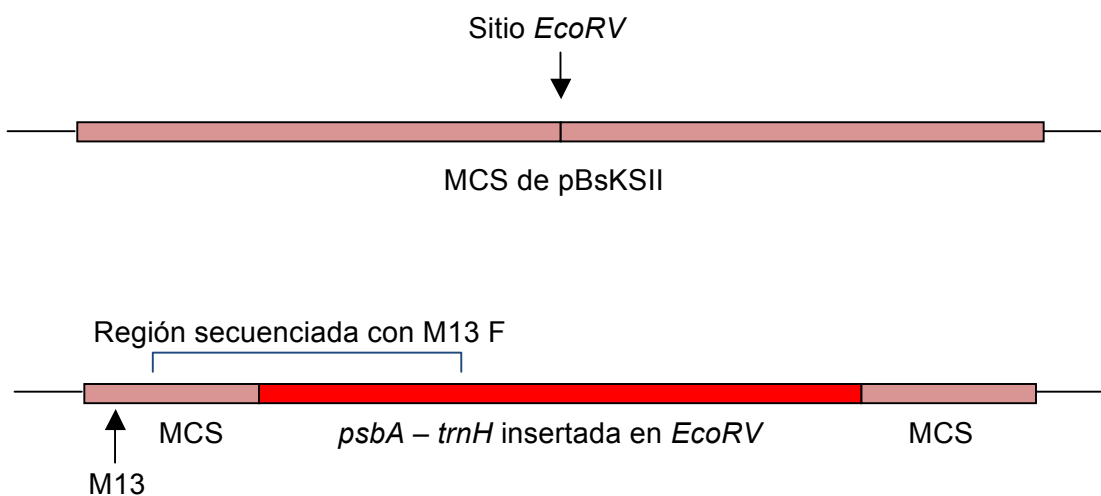 Sitio EcoRV
MCS de pBsKSII
Región secuenciada con M13 F
MCS
psbA – trnH insertada en EcoRV
MCS
M13